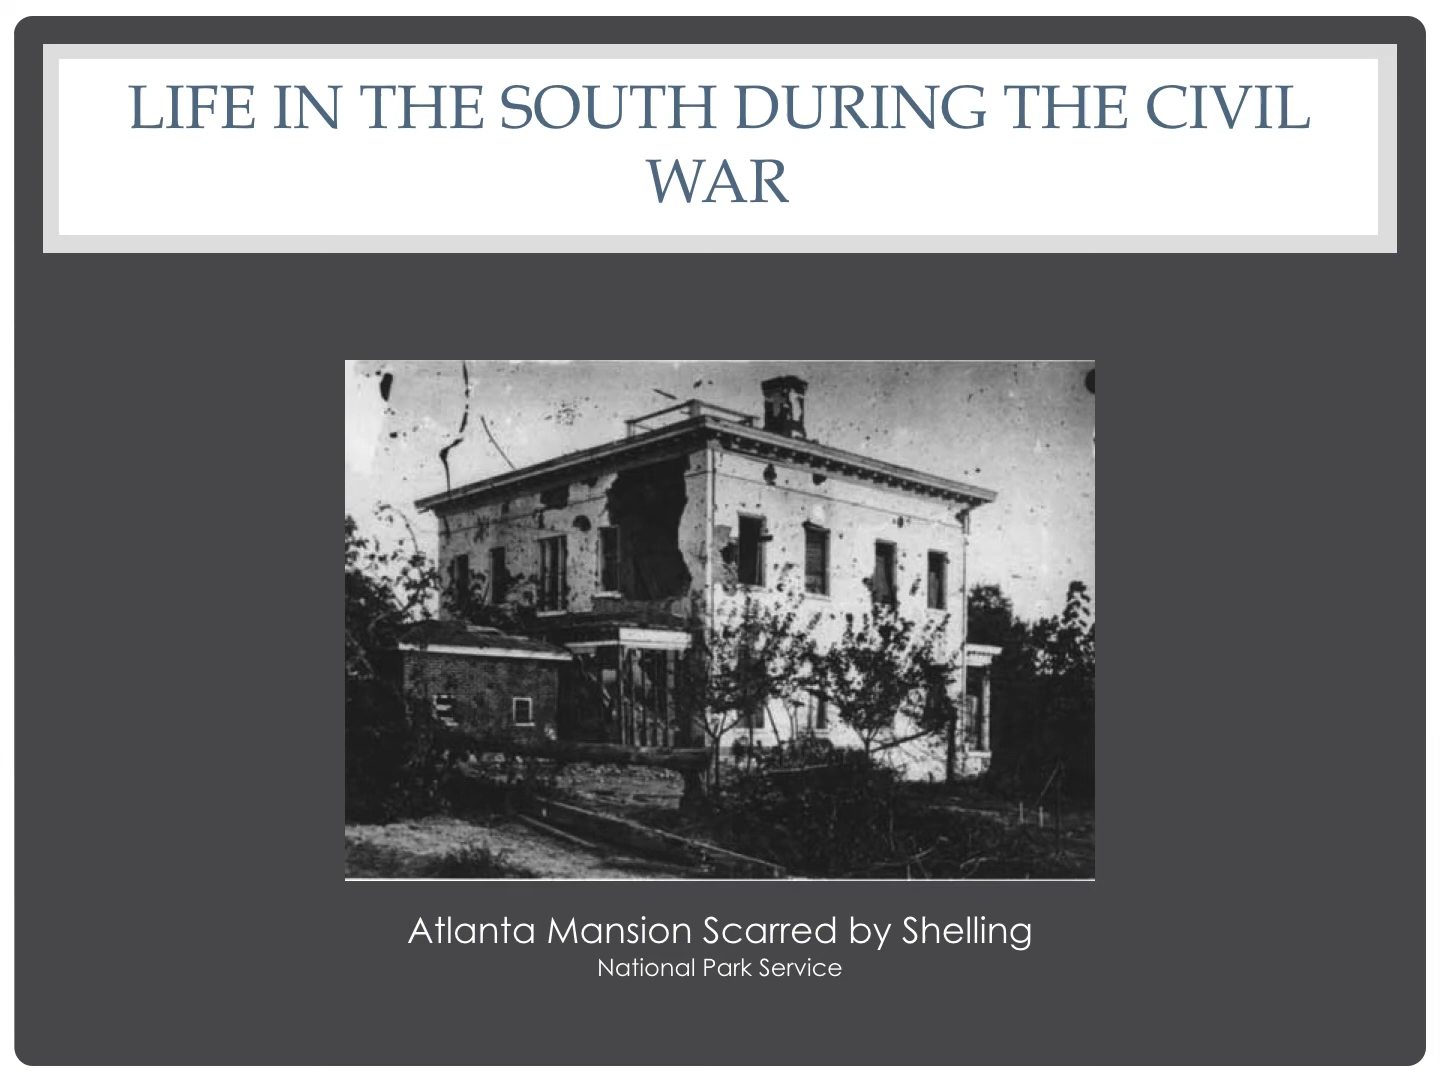 LIFE IN THE SOUTH DURING THE CIVIL
WAR
Atlanta Mansion Scarred by Shelling
National Park Service